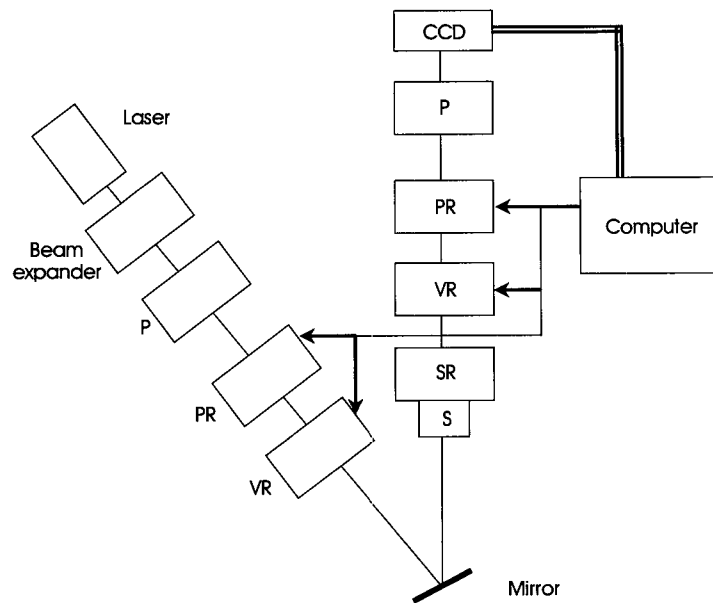 CCD
Laser
P
PR
Computer
Beam
expander
VR
P
SR
PR
S
VR
Mirror